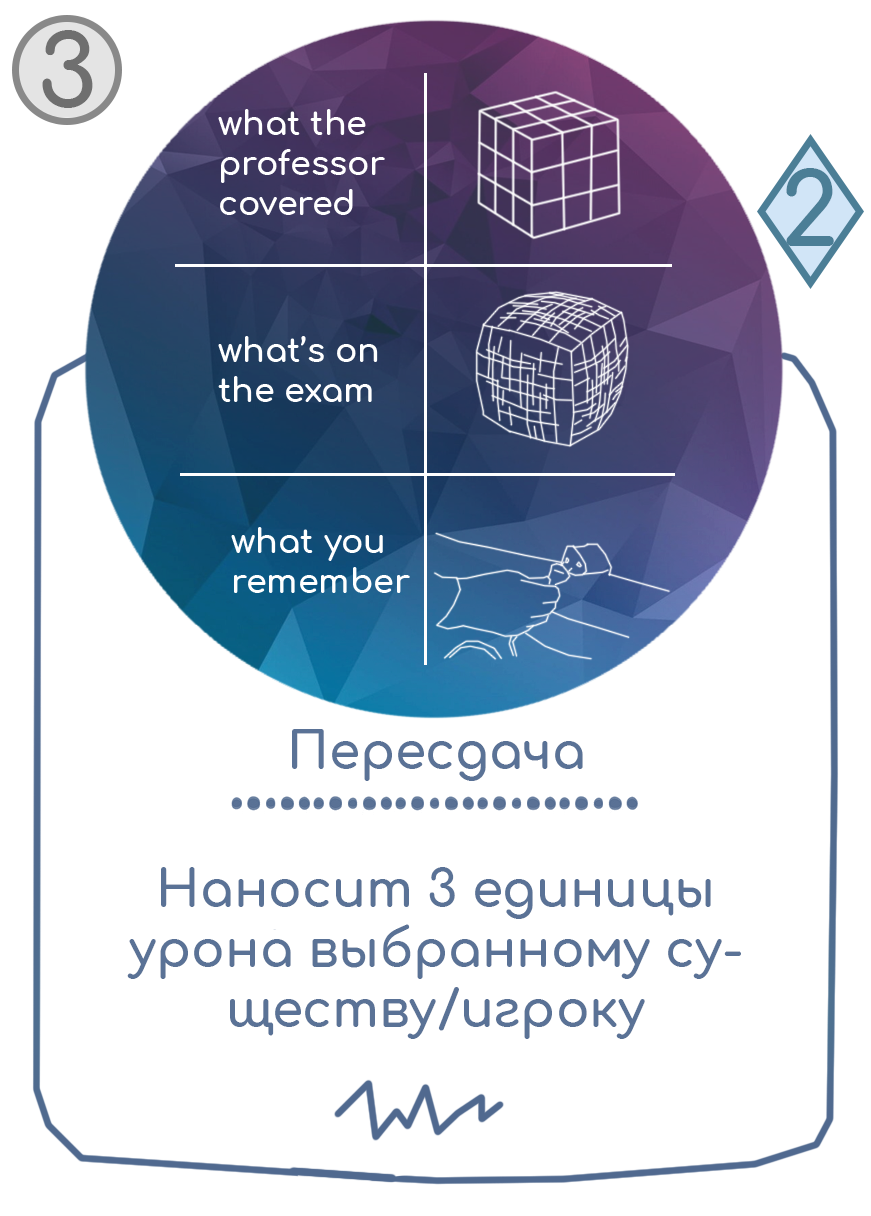 3
what the
professor
covered
2
what's on
the exam
what you
remember
Пересдача
Наносит 3 единицы
урона выбранному су-
ществу/игроку